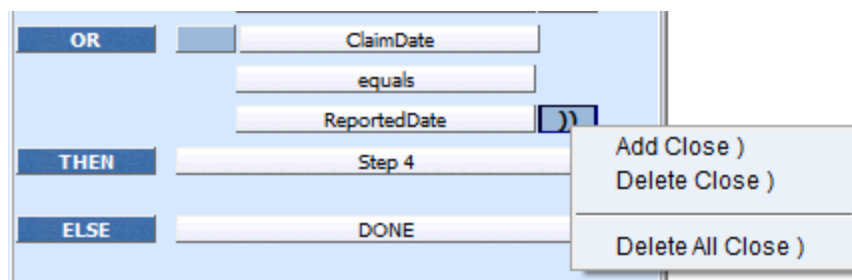 OR ClaimDate
equals
ReportedDate ))
THEN Step 4
ELSE DONE
Add Close )
Delete Close )
Delete All Close )